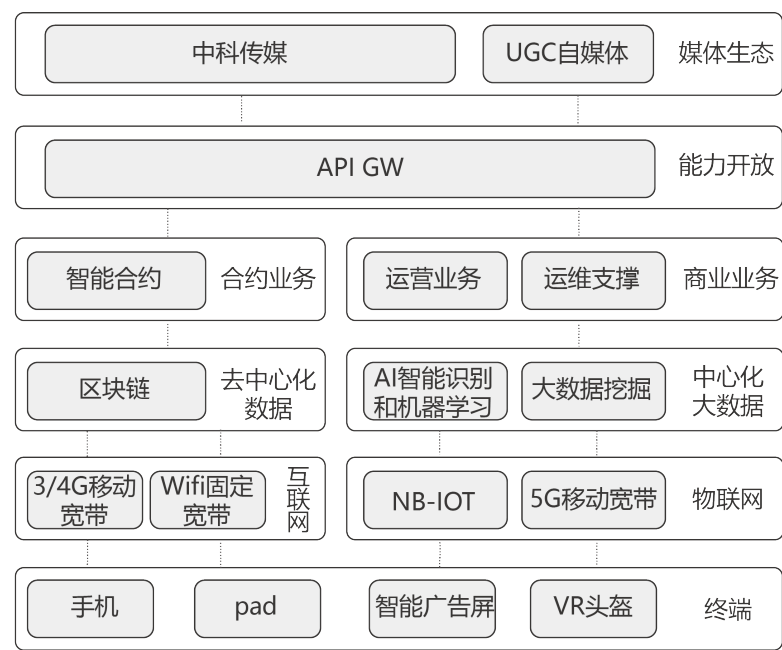 中科传媒
UGC自媒体
媒体生态
API GW
能力开放
智能合约
合约业务
运营业务
运维支撑
商业业务
区块链
去中心化
数据
AI智能识别
和机器学习
大数据挖掘
中心化
大数据
3/4G移动
宽带
Wifi固定
宽带
互
联
网
NB-IOT
5G移动宽带
物联网
手机
pad
智能广告屏
VR头盔
终端